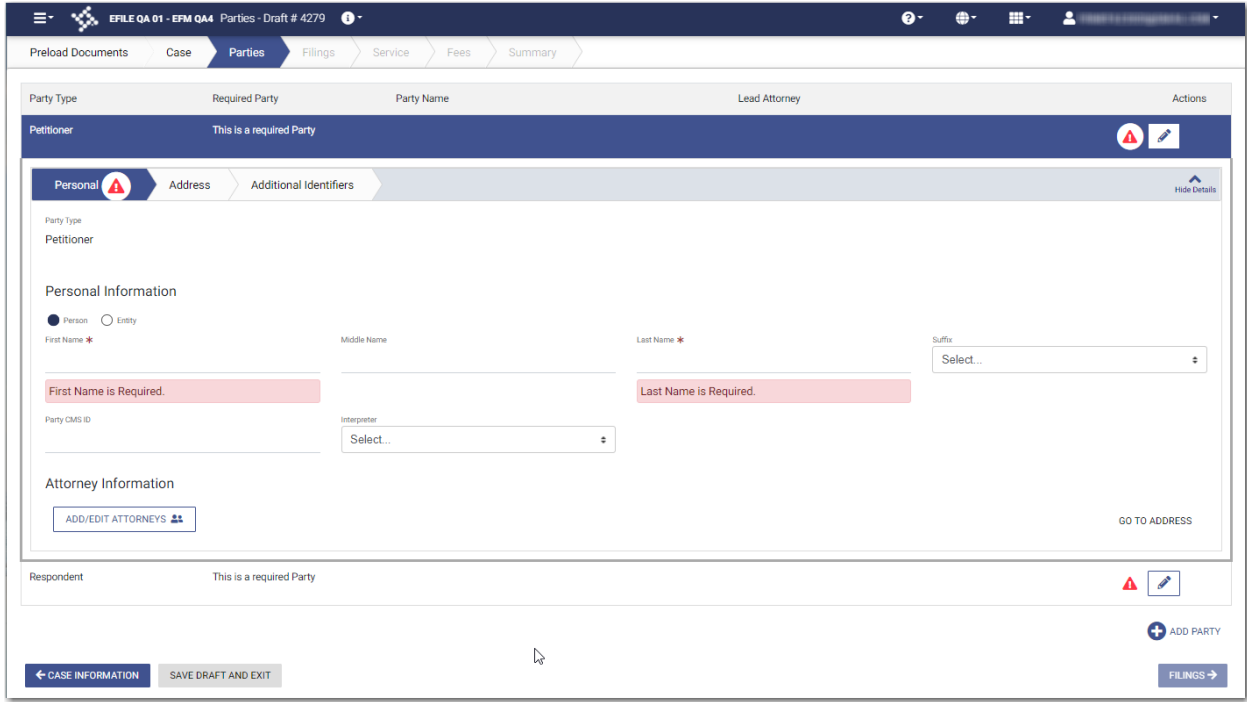 EFILE QA 01 - EFM QA4 Parties - Draft # 4279
Preload Documents Case Parties Filings Service Fees Summary
Party Type Required Party Party Name Lead Attorney Actions
Petitioner This is a required Party
Personal Address Additional Identifiers Hide Details
Party Type
Petitioner
Personal Information
Person Entity
First Name * Middle Name Last Name * Suffix
Select...
First Name is Required. Last Name is Required.
Party CMS ID Interpreter
Select...
Attorney Information
ADD/EDIT ATTORNEYS GO TO ADDRESS
Respondent This is a required Party
ADD PARTY
CASE INFORMATION SAVE DRAFT AND EXIT FILINGS